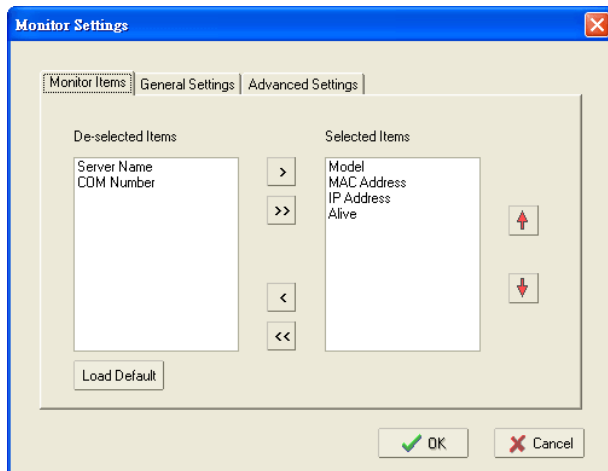 Monitor Settings
Monitor Items General Settings Advanced Settings
De-selected Items
Server Name
COM Number
>
>>
<
<<
Selected Items
Model
MAC Address
IP Address
Alive
Load Default
OK Cancel